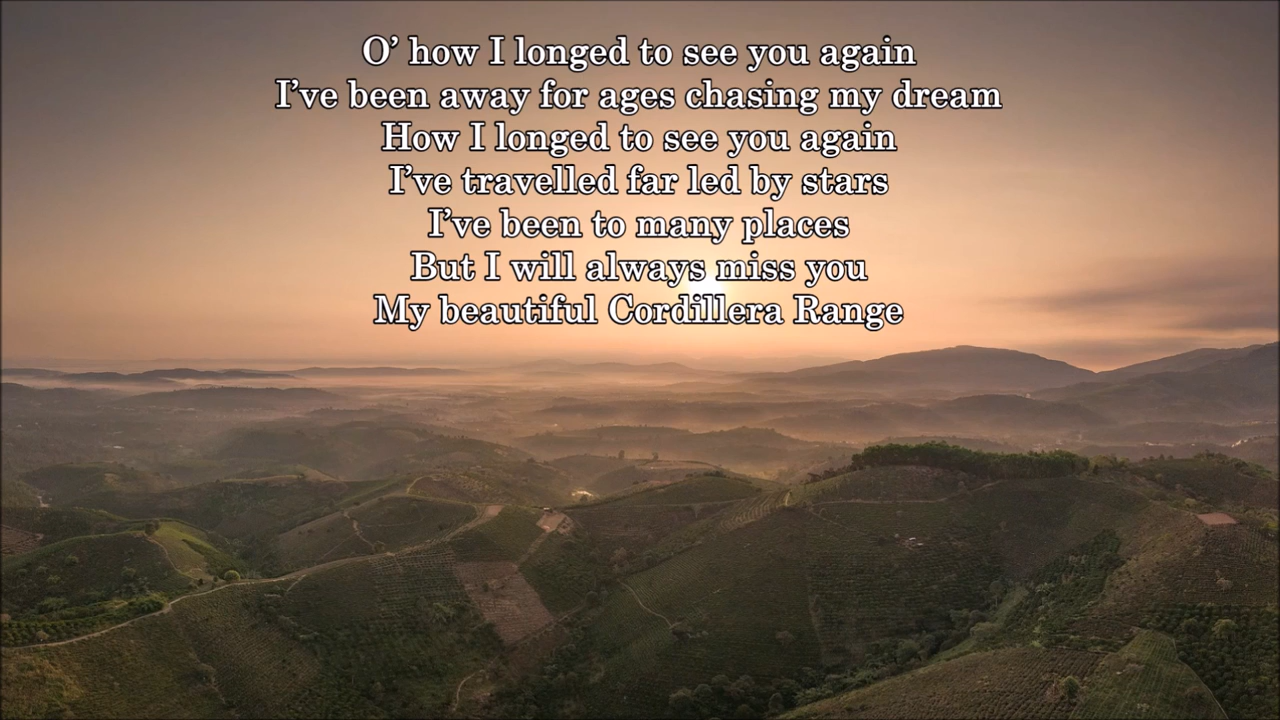 O’ how I longed to see you again
I’ve been away for ages chasing my dream
How I longed to see you again
I’ve travelled far led by stars
I’ve been to many places
But I will always miss you
My beautiful Cordillera Range